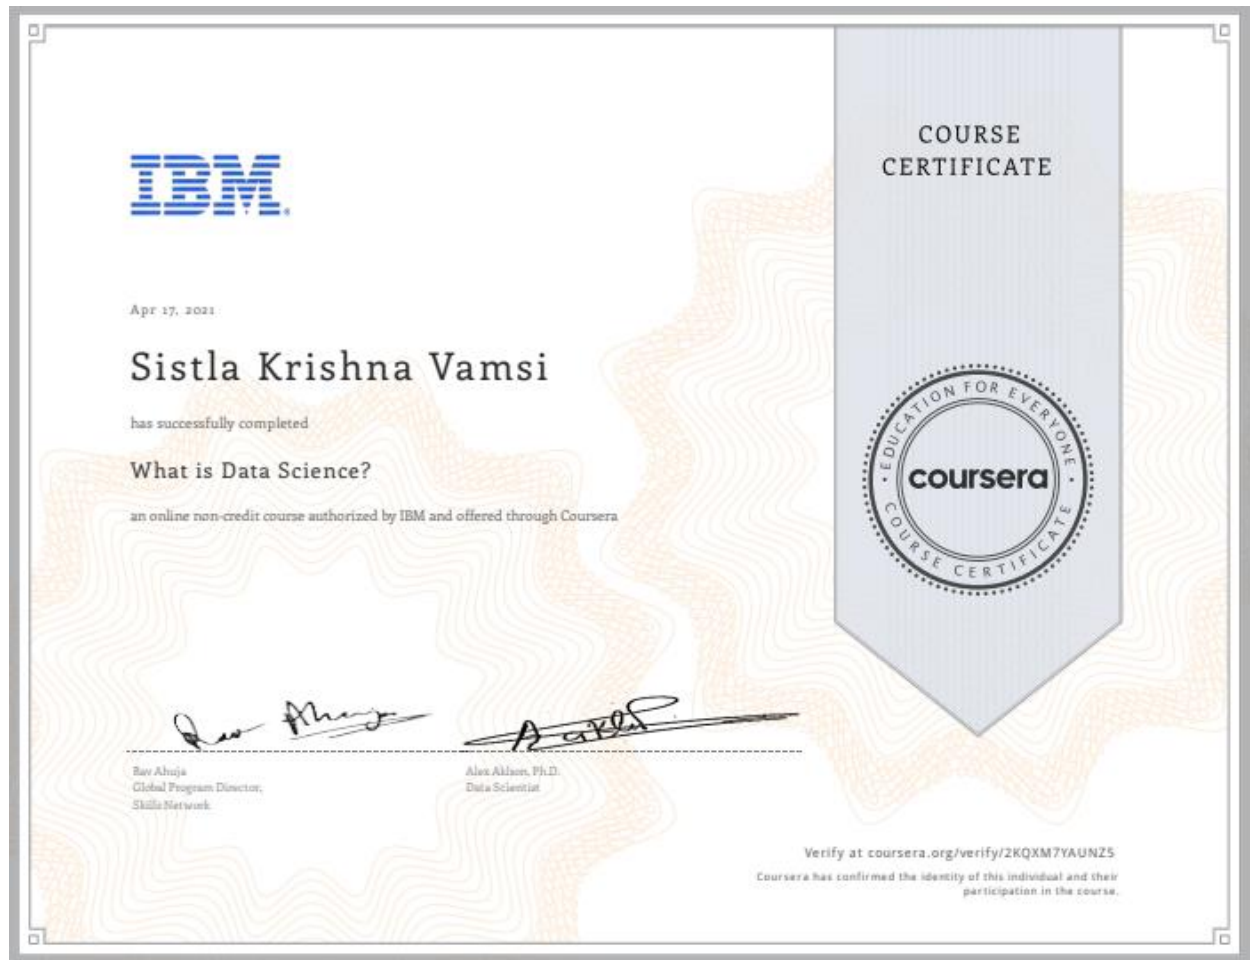 COURSE
CERTIFICATE
IBM
Apr 17, 2021
Sistla Krishna Vamsi
has successfully completed
What is Data Science?
an online non-credit course authorized by IBM and offered through Coursera
EDUCATION FOR EVERYONE
coursera
COURSE CERTIFICATE
Rav Ahuja
Global Program Director,
Skills Network
Alex Aklson, Ph.D.
Data Scientist
Verify at coursera.org/verify/2KQXM7YAUNZ5
Coursera has confirmed the identity of this individual and their
participation in the course.